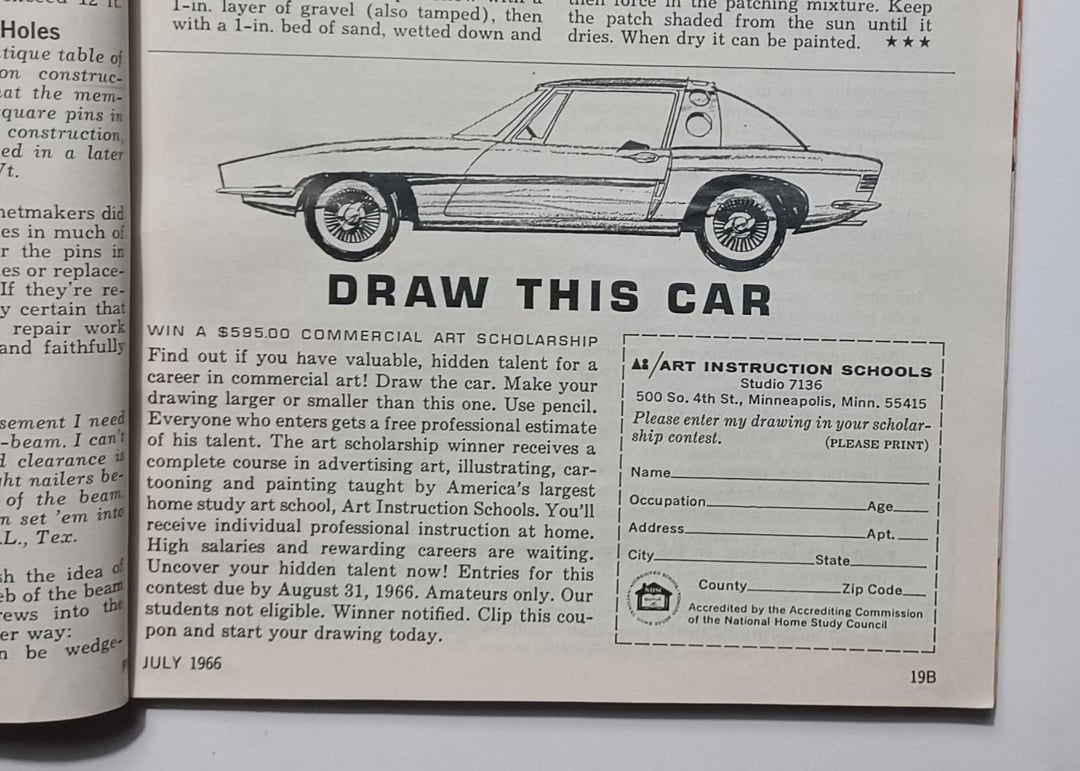 Holes
tique table of
on construc-
at the mem-
quare pins in
construction,
ed in a later
/t.
netmakers did
es in much of
r the pins in
es or replace-
If they're re-
y certain that
repair work
and faithfully
sement I need
-beam. I can't
d clearance is
ght nailers be-
of the beam
n set 'em into
.L., Tex.
sh the idea of
eb of the beam
rews into the
er way:
n be wedge-
1-in. layer of gravel (also tamped), then
with a 1-in. bed of sand, wetted down and
then force in the patching mixture. Keep
the patch shaded from the sun until it
dries. When dry it can be painted. ★★★
DRAW THIS CAR
WIN A $595.00 COMMERCIAL ART SCHOLARSHIP
Find out if you have valuable, hidden talent for a
career in commercial art! Draw the car. Make your
drawing larger or smaller than this one. Use pencil.
Everyone who enters gets a free professional estimate
of his talent. The art scholarship winner receives a
complete course in advertising art, illustrating, car-
tooning and painting taught by America's largest
home study art school, Art Instruction Schools. You'll
receive individual professional instruction at home.
High salaries and rewarding careers are waiting.
Uncover your hidden talent now! Entries for this
contest due by August 31, 1966. Amateurs only. Our
students not eligible. Winner notified. Clip this cou-
pon and start your drawing today.
ART INSTRUCTION SCHOOLS
Studio 7136
500 So. 4th St., Minneapolis, Minn. 55415
Please enter my drawing in your scholar-
ship contest. (PLEASE PRINT)
Name
Occupation Age
Address Apt.
City State
County Zip Code
Accredited by the Accrediting Commission
of the National Home Study Council
JULY 1966
19B